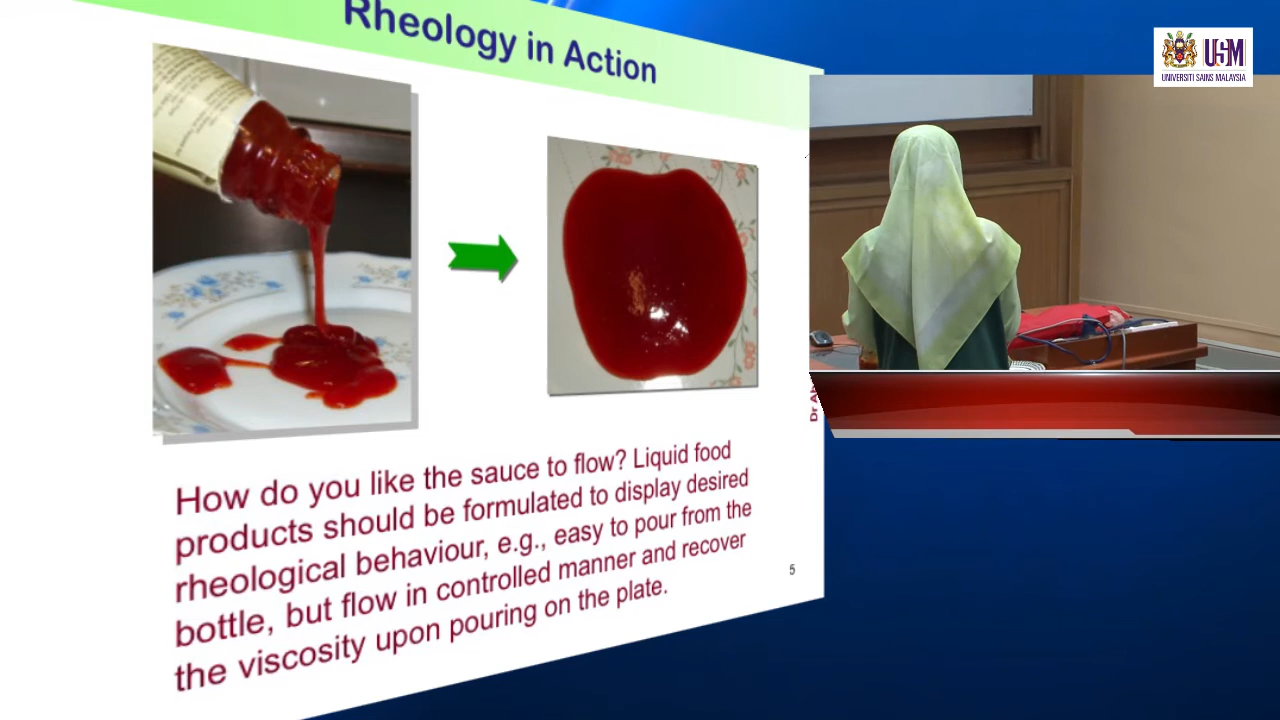 Rheology in Action
USM
UNIVERSITI SAINS MALAYSIA
How do you like the sauce to flow? Liquid food
products should be formulated to display desired
rheological behaviour, e.g., easy to pour from the
bottle, but flow in controlled manner and recover
the viscosity upon pouring on the plate.
5
Dr